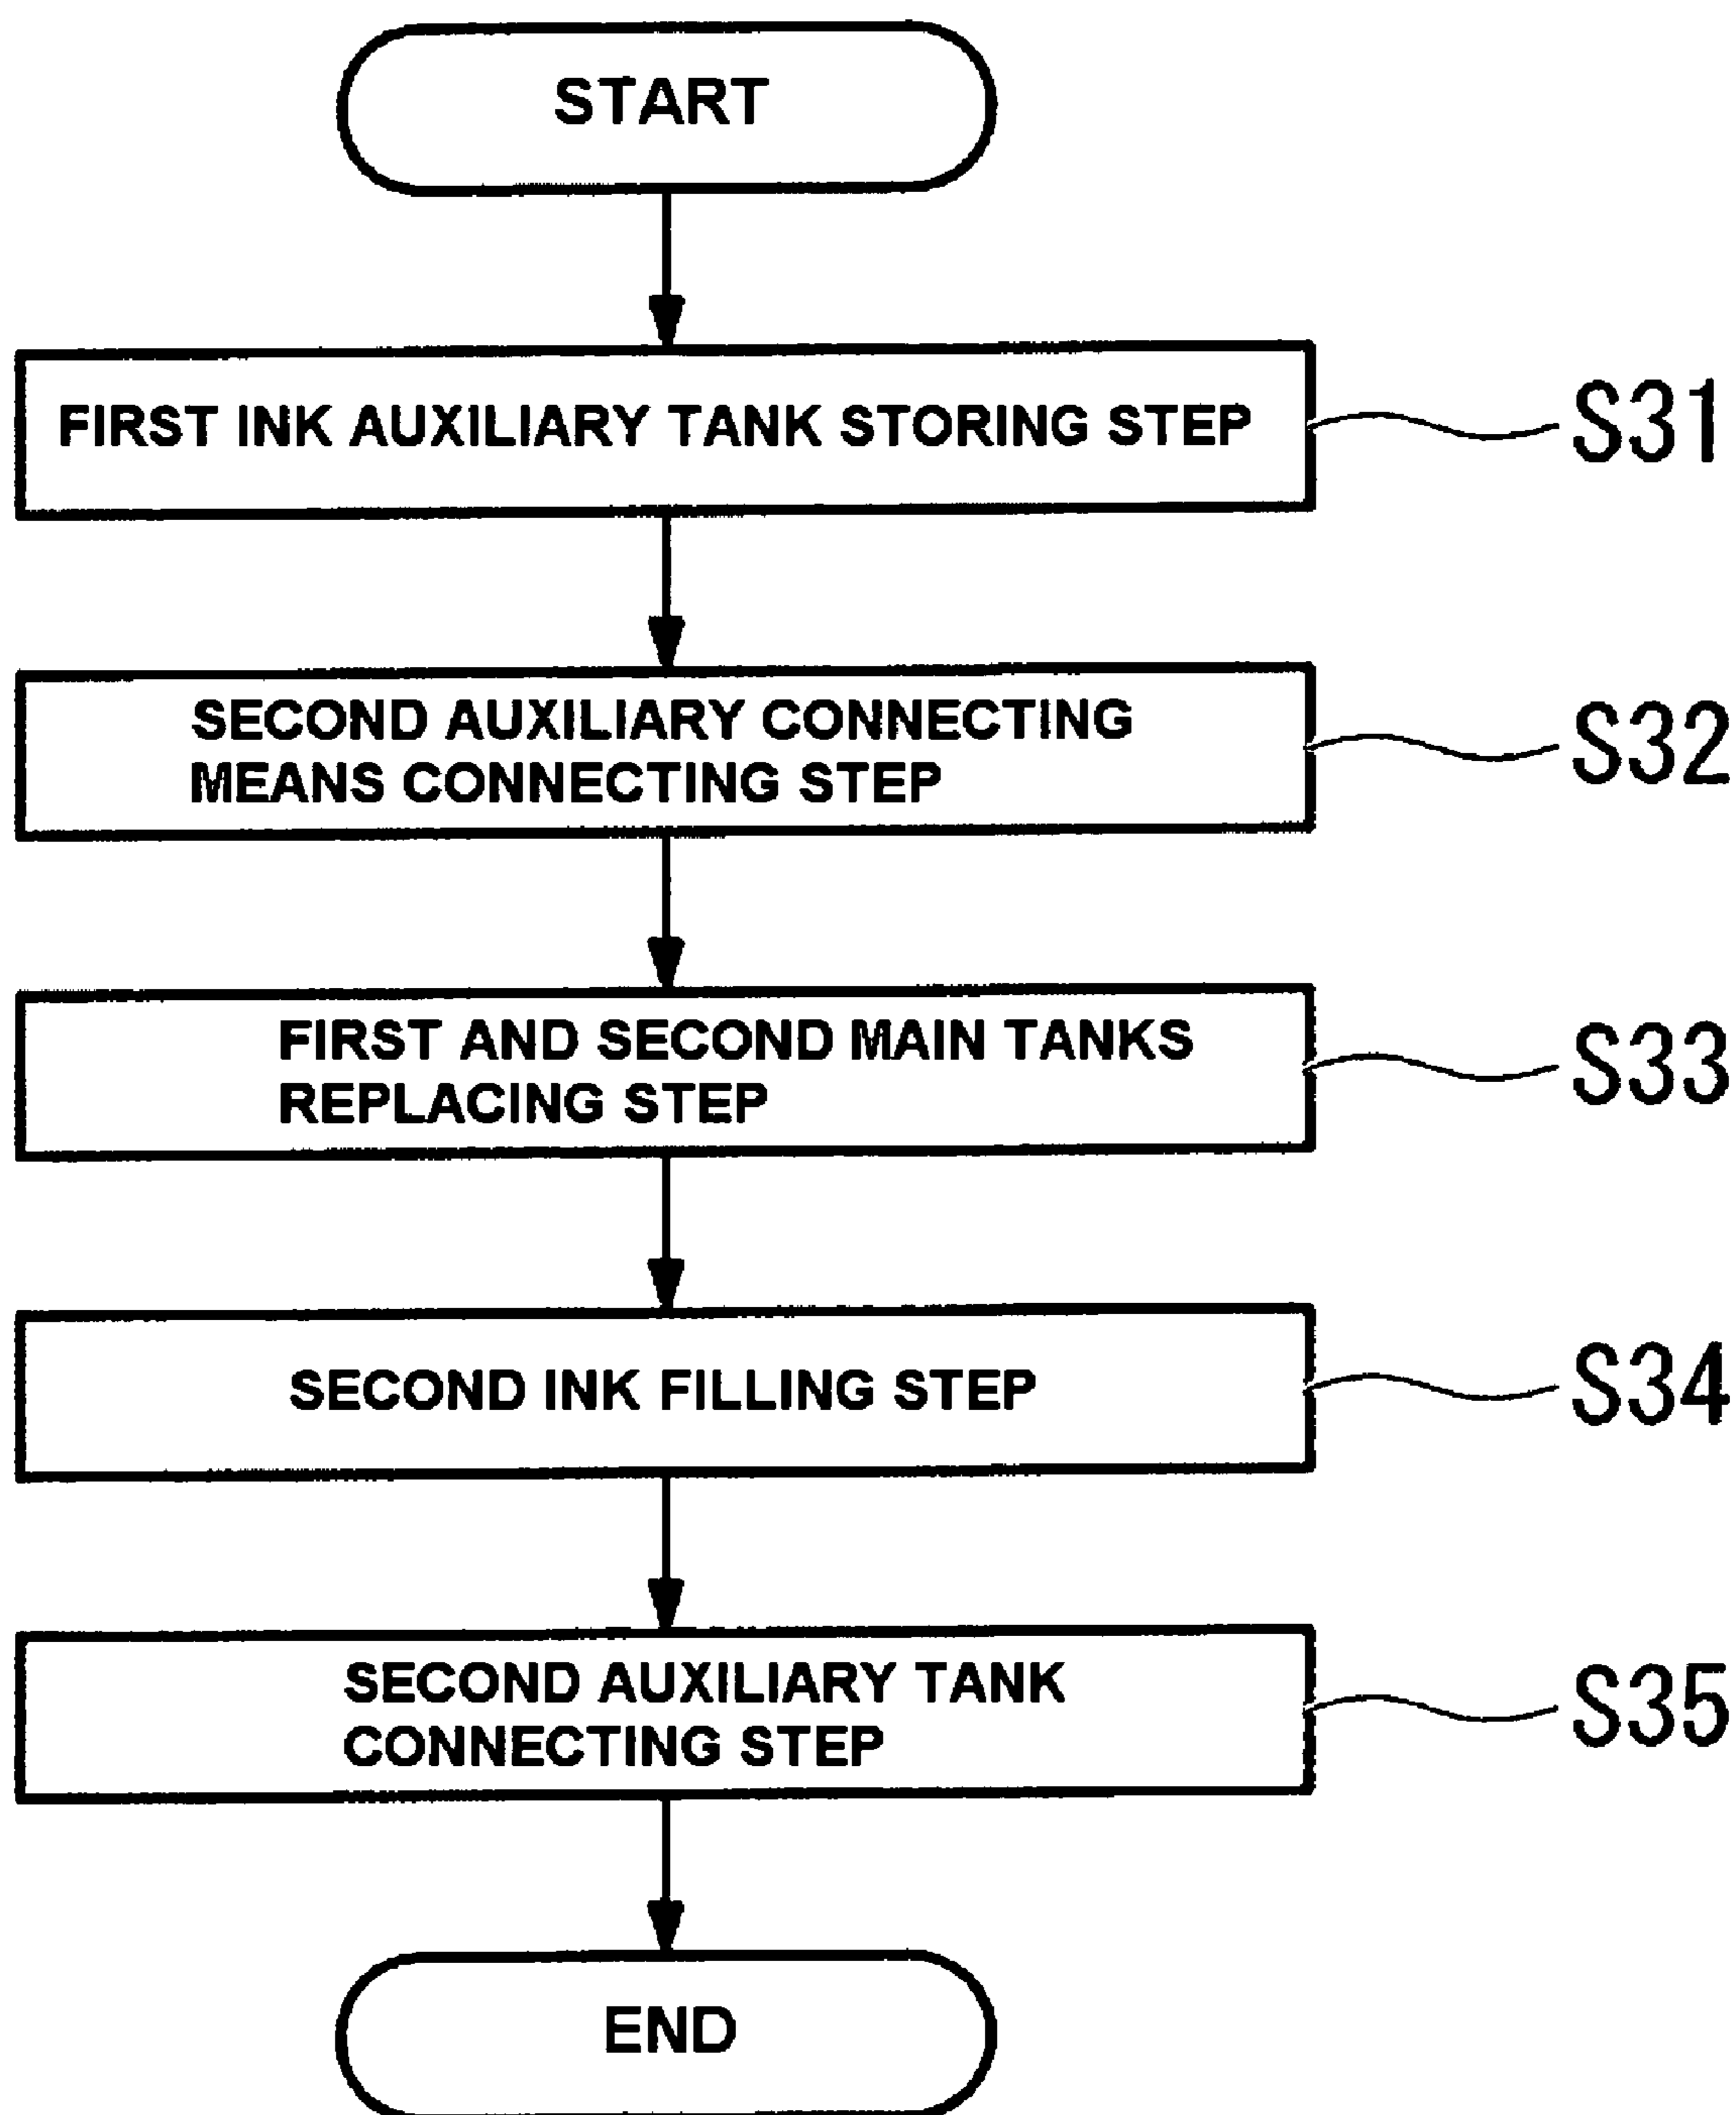 START
FIRST INK AUXILIARY TANK STORING STEP
S31
SECOND AUXILIARY CONNECTING
MEANS CONNECTING STEP
S32
FIRST AND SECOND MAIN TANKS
REPLACING STEP
S33
SECOND INK FILLING STEP
S34
SECOND AUXILIARY TANK
CONNECTING STEP
S35
END